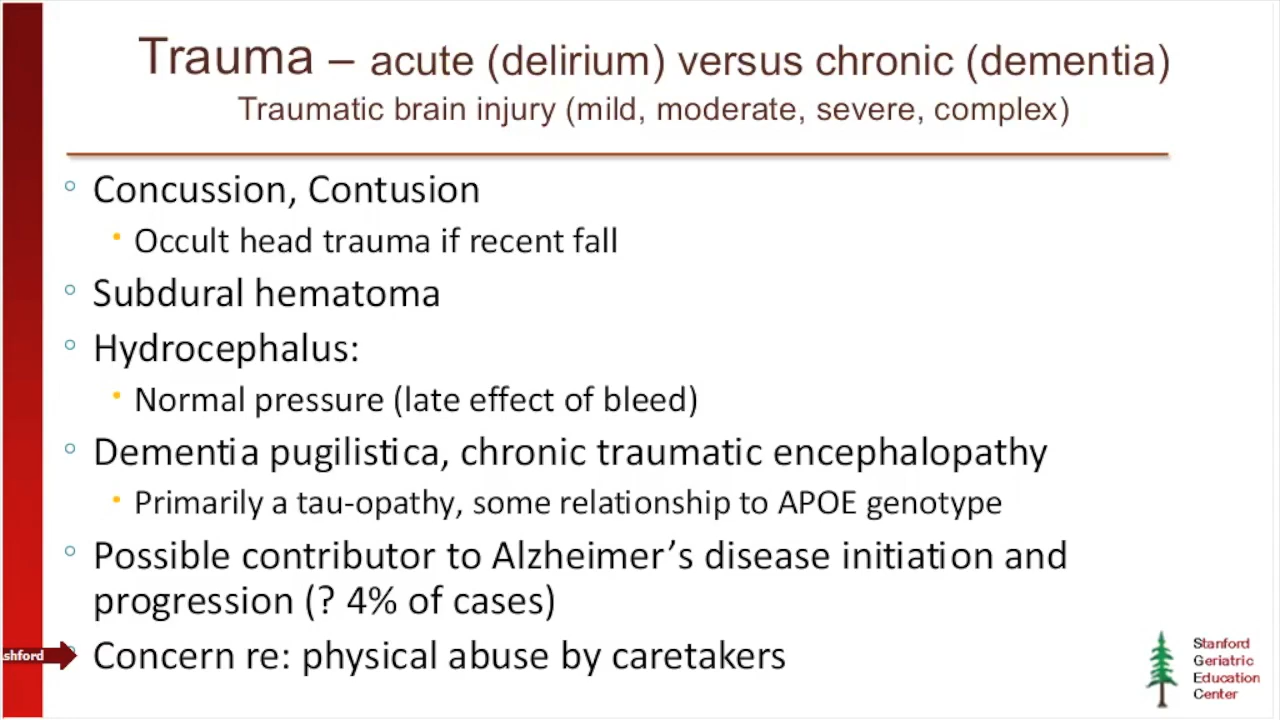 Trauma – acute (delirium) versus chronic (dementia)
Traumatic brain injury (mild, moderate, severe, complex)
Concussion, Contusion
Occult head trauma if recent fall
Subdural hematoma
Hydrocephalus:
Normal pressure (late effect of bleed)
Dementia pugilistica, chronic traumatic encephalopathy
Primarily a tau-opathy, some relationship to APOE genotype
Possible contributor to Alzheimer’s disease initiation and
progression (? 4% of cases)
shford
Concern re: physical abuse by caretakers
Stanford
Geriatric
Education
Center